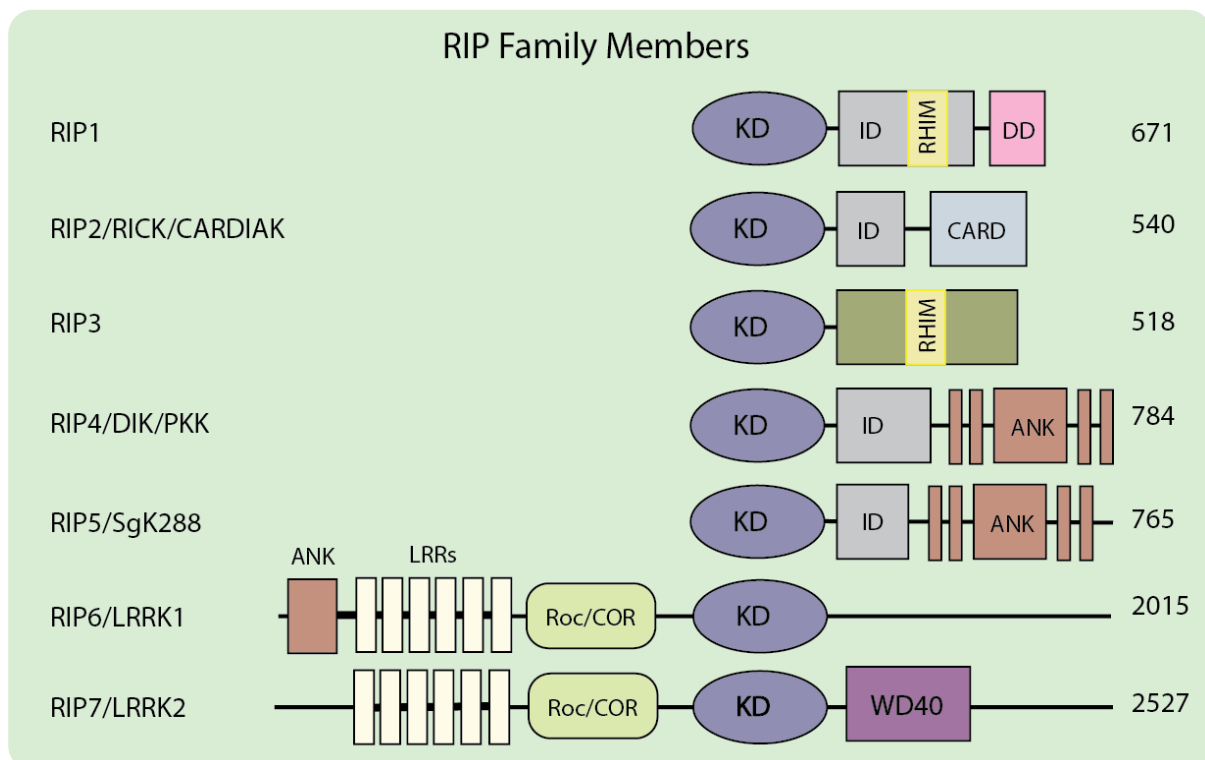 RIP Family Members
RIP1 KD ID RHIM DD 671
RIP2/RICK/CARDIAK KD ID CARD 540
RIP3 KD RHIM 518
RIP4/DIK/PKK KD ID ANK 784
RIP5/SgK288 KD ID ANK 765
ANK LRRs
RIP6/LRRK1 Roc/COR KD 2015
RIP7/LRRK2 Roc/COR KD WD40 2527